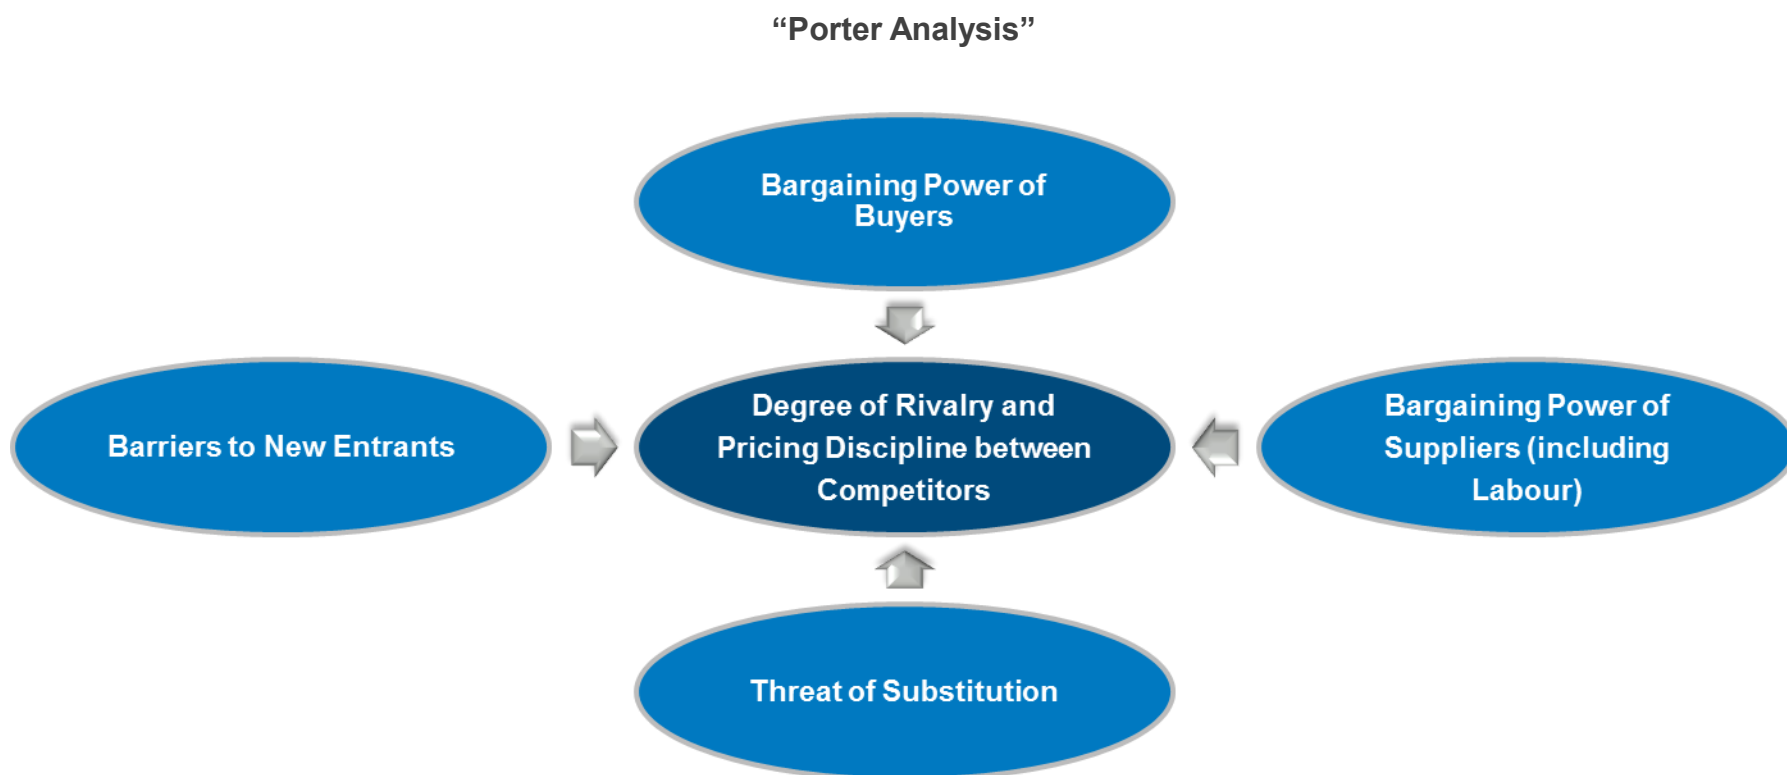 “Porter Analysis”
Bargaining Power of
Buyers
Barriers to New Entrants
Degree of Rivalry and
Pricing Discipline between
Competitors
Bargaining Power of
Suppliers (including
Labour)
Threat of Substitution